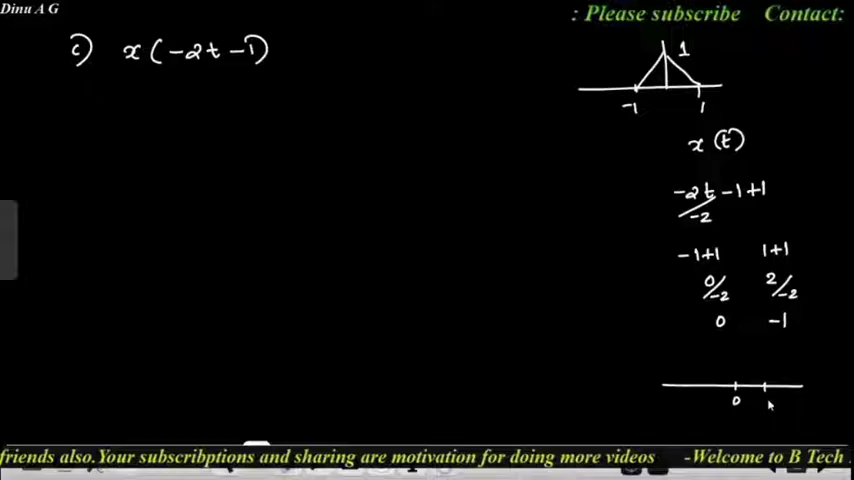 Dinu A G
: Please subscribe Contact:
c) x(-2t-1)
1
-1 1
x(t)
-2t-1+1
/-2
-1+1 1+1
0/-2 2/-2
0 -1
0
friends also.Your subscribptions and sharing are motivation for doing more videos -Welcome to B Tech